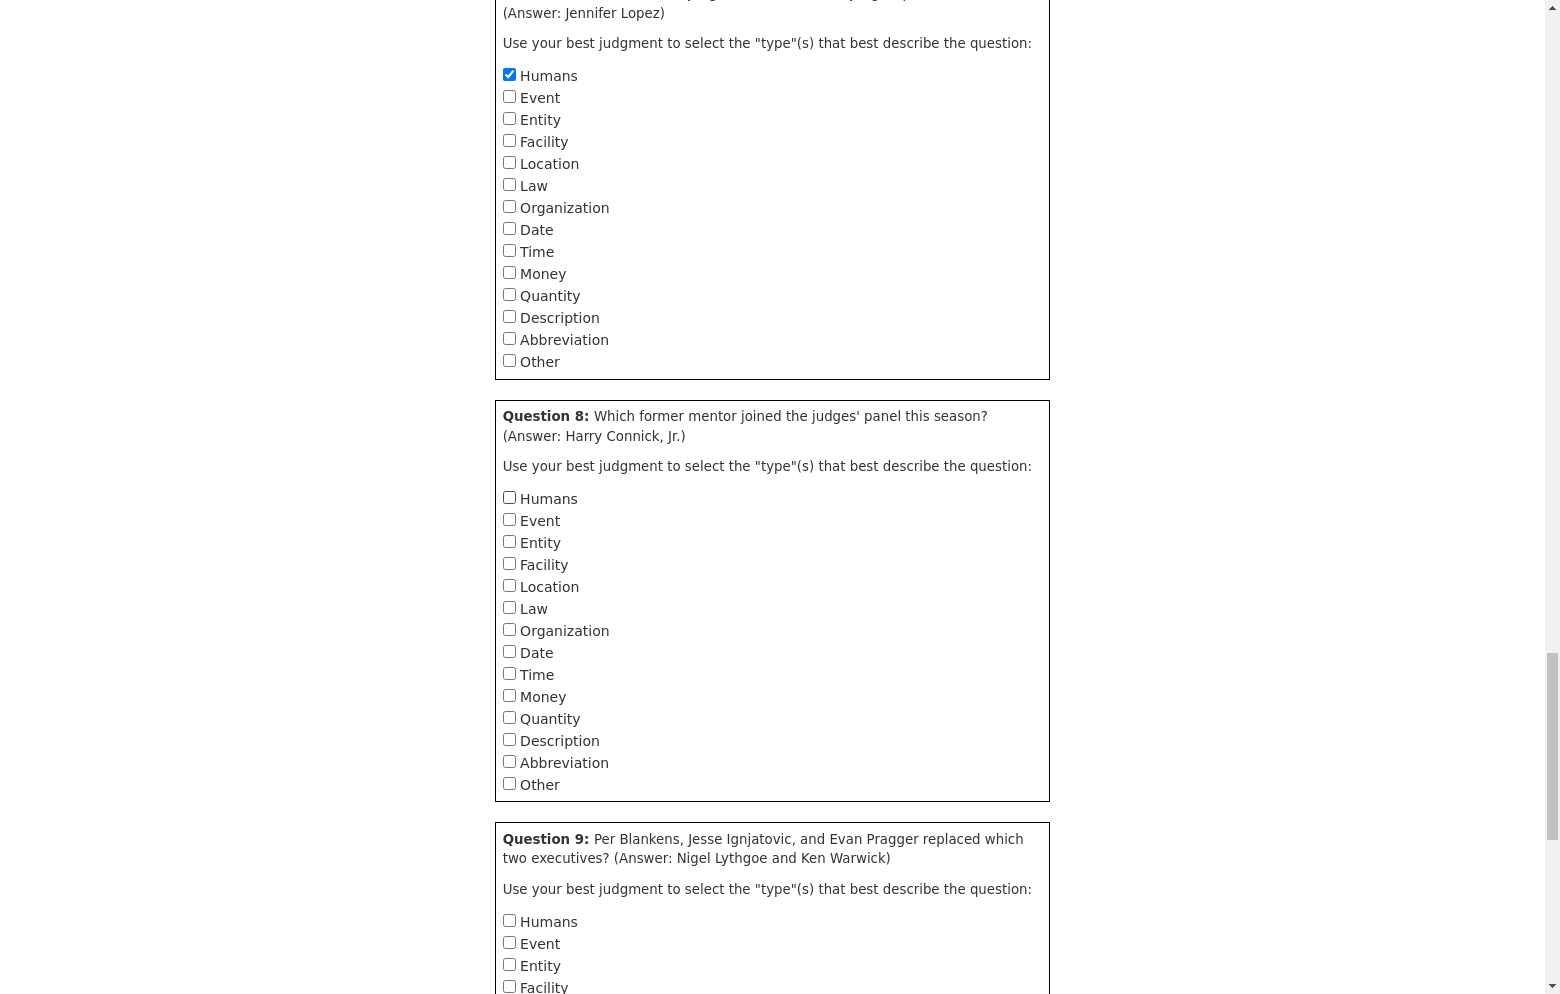 (Answer: Jennifer Lopez)
Use your best judgment to select the "type"(s) that best describe the question:
Humans
Event
Entity
Facility
Location
Law
Organization
Date
Time
Money
Quantity
Description
Abbreviation
Other
Question 8: Which former mentor joined the judges' panel this season?
(Answer: Harry Connick, Jr.)
Use your best judgment to select the "type"(s) that best describe the question:
Humans
Event
Entity
Facility
Location
Law
Organization
Date
Time
Money
Quantity
Description
Abbreviation
Other
Question 9: Per Blankens, Jesse Ignjatovic, and Evan Pragger replaced which
two executives? (Answer: Nigel Lythgoe and Ken Warwick)
Use your best judgment to select the "type"(s) that best describe the question:
Humans
Event
Entity
Facility